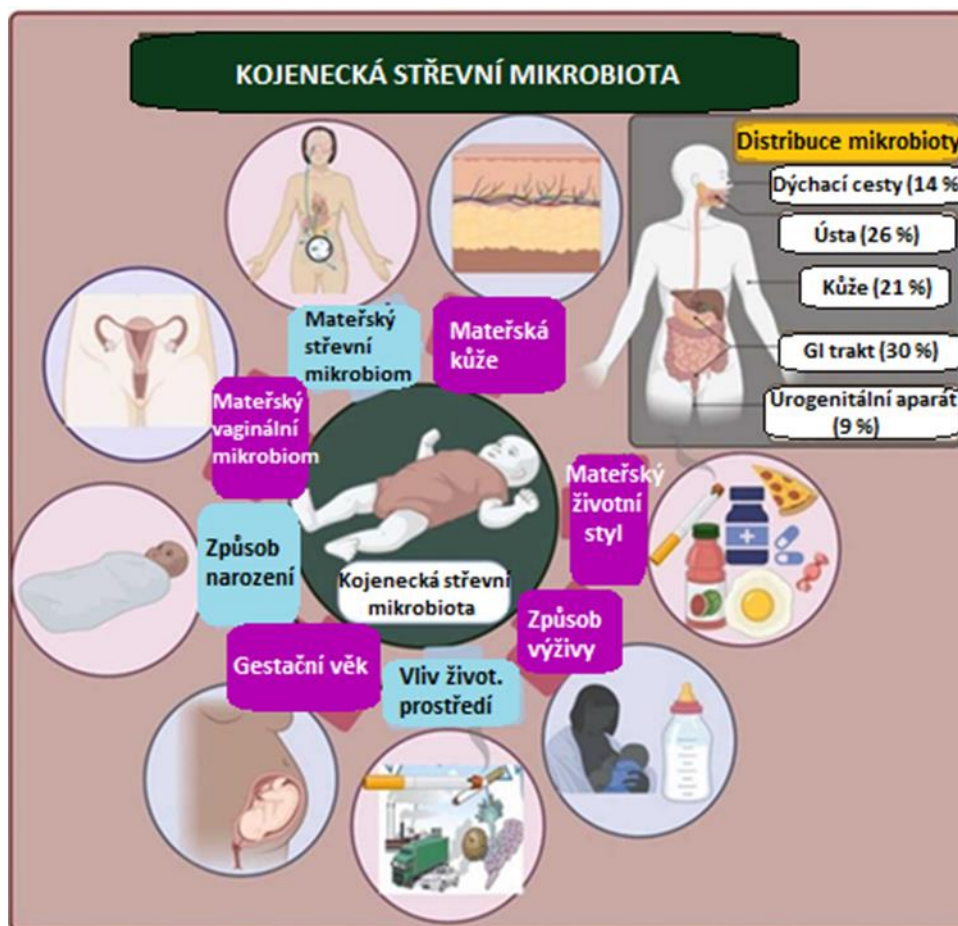 KOJENECKÁ STŘEVNÍ MIKROBIOTA
Distribuce mikrobioty
Dýchací cesty (14 %
Ústa (26 %)
Kůže (21 %)
GI trakt (30 %)
Urogenitální aparát
(9 %)
Mateřský
střevní
mikrobiom
Mateřská
kůže
Mateřský
vaginální
mikrobiom
Mateřský
životní
styl
Způsob
narození
Kojenecká střevní
mikrobiota
Způsob
výživy
Gestační věk
Vliv život.
prostředí